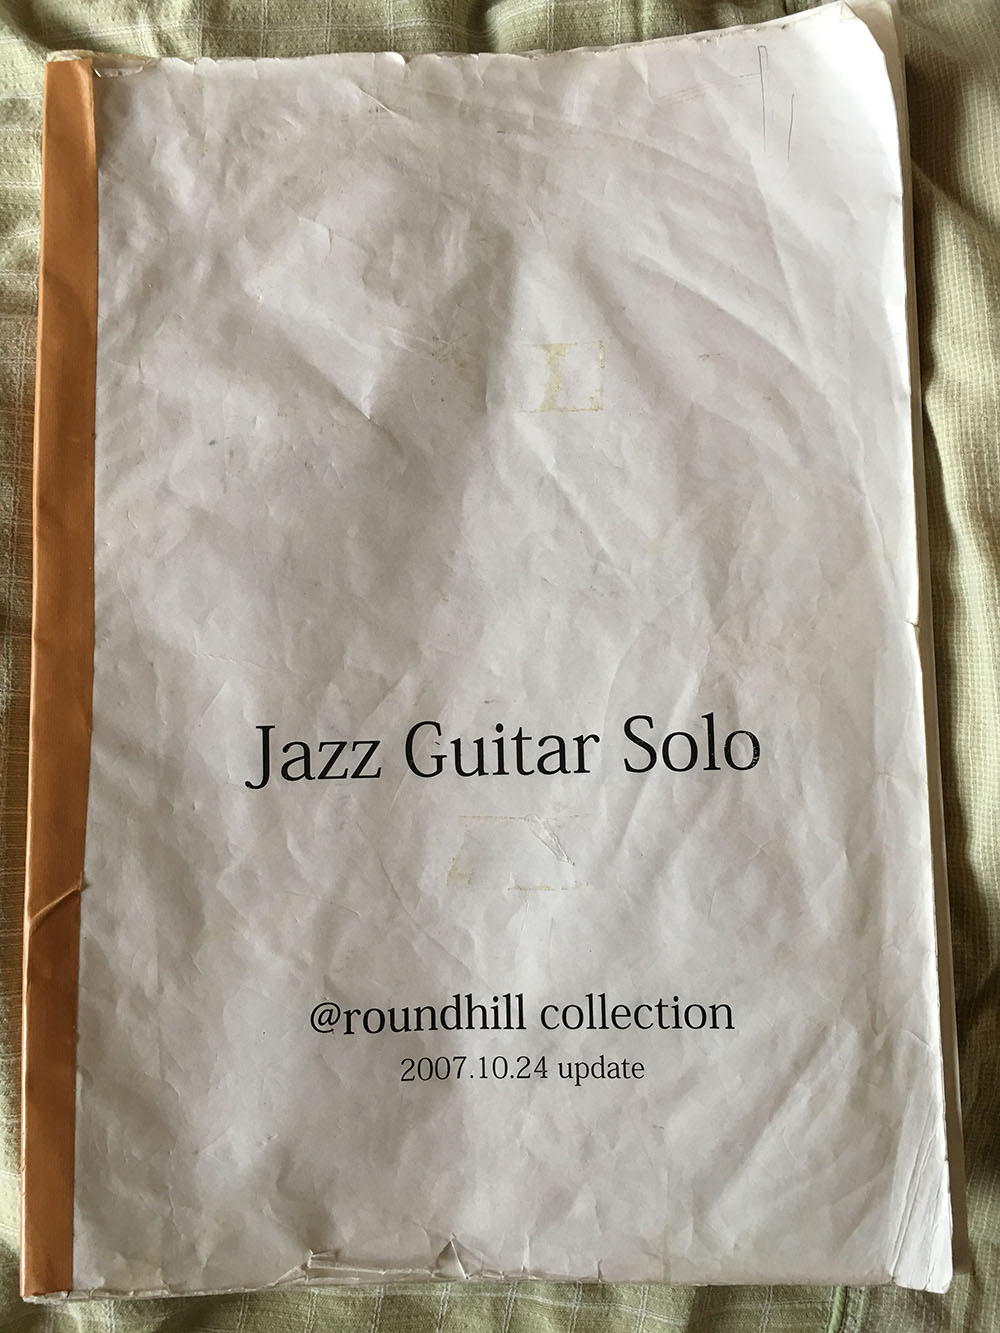 Jazz Guitar Solo
@roundhill collection
2007.10.24 update